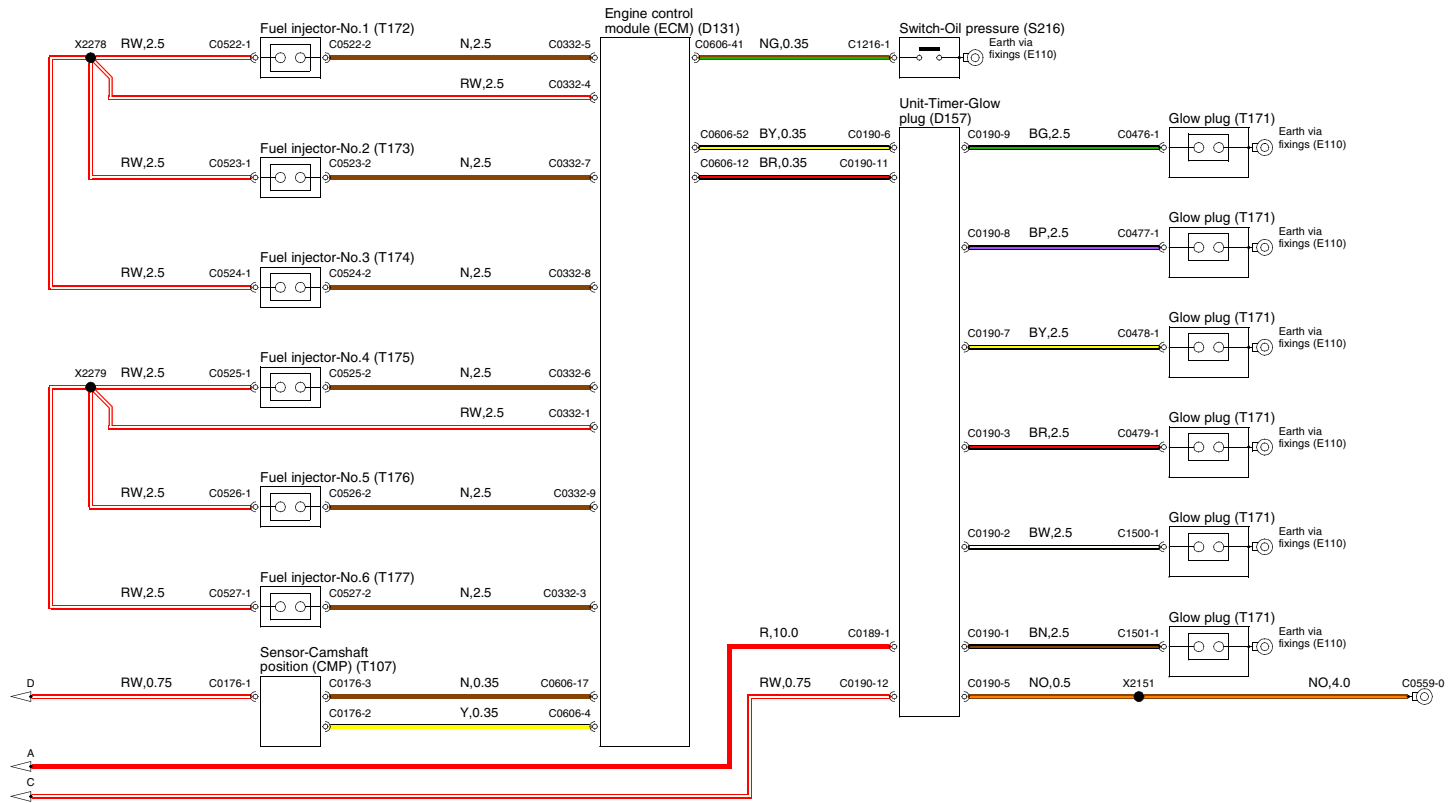 Engine control
module (ECM) (D131)
Fuel injector-No.1 (T172)
X2278 RW,2.5 C0522-1 C0522-2 N,2.5 C0332-5
RW,2.5 C0332-4
Fuel injector-No.2 (T173)
RW,2.5 C0523-1 C0523-2 N,2.5 C0332-7
Fuel injector-No.3 (T174)
RW,2.5 C0524-1 C0524-2 N,2.5 C0332-8
Fuel injector-No.4 (T175)
X2279 RW,2.5 C0525-1 C0525-2 N,2.5 C0332-6
RW,2.5 C0332-1
Fuel injector-No.5 (T176)
RW,2.5 C0526-1 C0526-2 N,2.5 C0332-9
Fuel injector-No.6 (T177)
RW,2.5 C0527-1 C0527-2 N,2.5 C0332-3
Sensor-Camshaft
position (CMP) (T107)
D RW,0.75 C0176-1 C0176-3 N,0.35 C0606-17
C0176-2 Y,0.35 C0606-4
A
C
Switch-Oil pressure (S216)
C0606-41 NG,0.35 C1216-1
Earth via
fixings (E110)
Unit-Timer-Glow
plug (D157)
C0606-52 BY,0.35 C0190-6
C0606-12 BR,0.35 C0190-11
R,10.0 C0189-1
RW,0.75 C0190-12
Glow plug (T171)
C0190-9 BG,2.5 C0476-1
Earth via
fixings (E110)
Glow plug (T171)
C0190-8 BP,2.5 C0477-1
Earth via
fixings (E110)
Glow plug (T171)
C0190-7 BY,2.5 C0478-1
Earth via
fixings (E110)
Glow plug (T171)
C0190-3 BR,2.5 C0479-1
Earth via
fixings (E110)
Glow plug (T171)
C0190-2 BW,2.5 C1500-1
Earth via
fixings (E110)
Glow plug (T171)
C0190-1 BN,2.5 C1501-1
Earth via
fixings (E110)
C0190-5 NO,0.5 X2151 NO,4.0 C0559-0